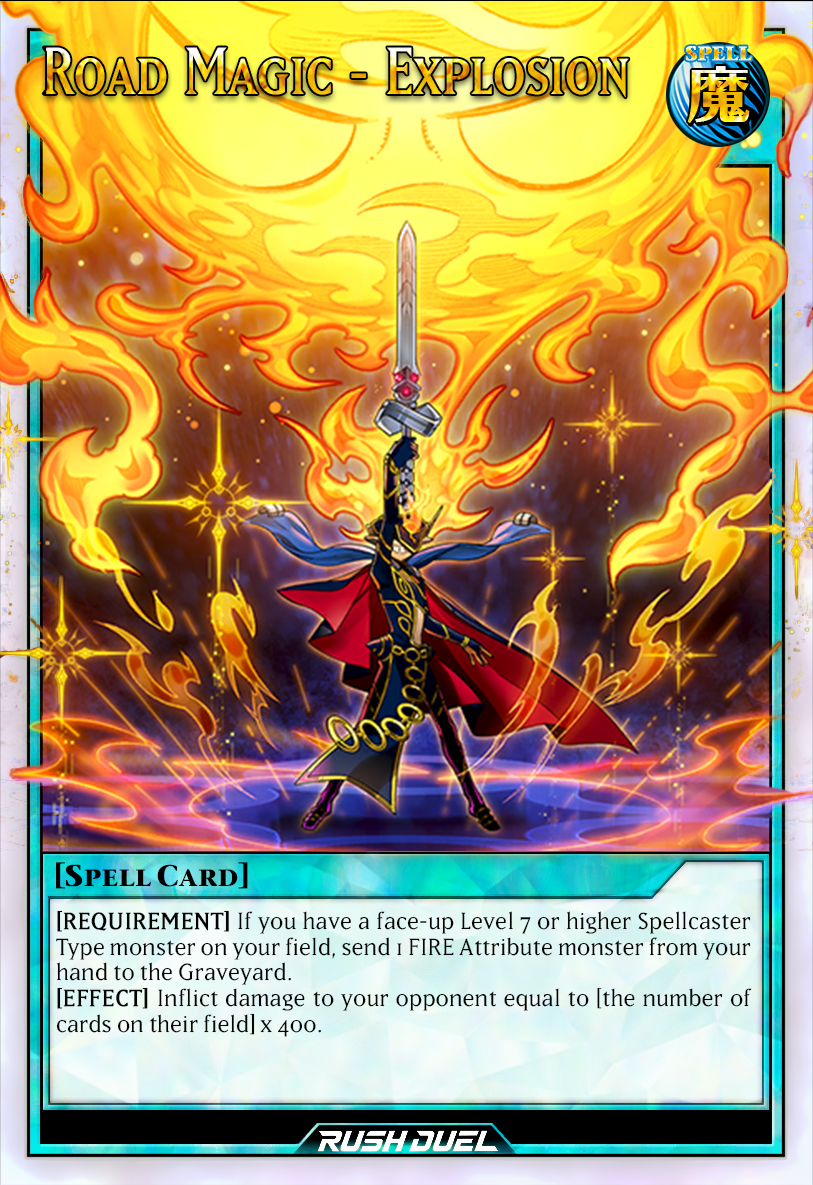 Road Magic - Explosion
SPELL
魔
[Spell Card]
[REQUIREMENT] If you have a face-up Level 7 or higher Spellcaster
Type monster on your field, send 1 FIRE Attribute monster from your
hand to the Graveyard.
[EFFECT] Inflict damage to your opponent equal to [the number of
cards on their field] x 400.
RUSH DUEL